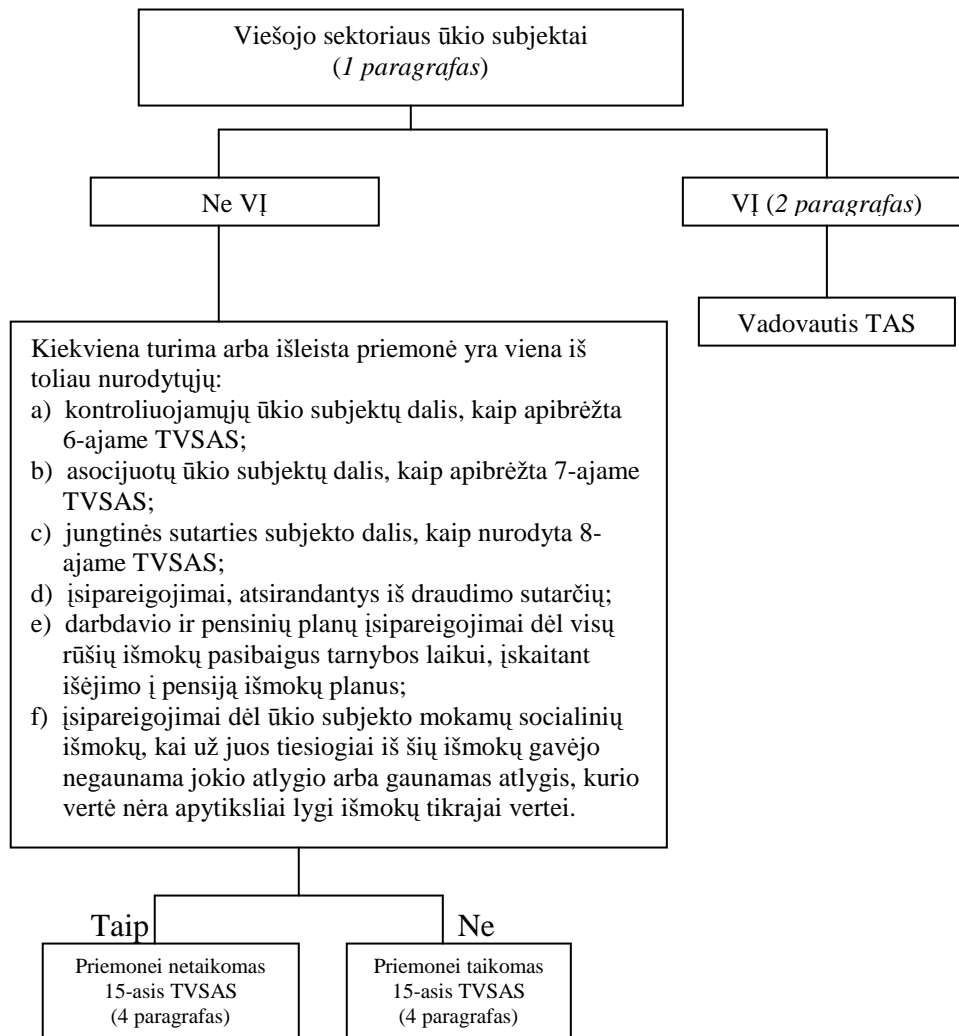 Viešojo sektoriaus ūkio subjektai
(1 paragrafas)
Ne VĮ
VĮ (2 paragrafas)
Vadovautis TAS
Kiekviena turima arba išleista priemonė yra viena iš
toliau nurodytųjų:
a) kontroliuojamųjų ūkio subjektų dalis, kaip apibrėžta
6-ajame TVSAS;
b) asocijuotų ūkio subjektų dalis, kaip apibrėžta 7-ajame
TVSAS;
c) jungtinės sutarties subjekto dalis, kaip nurodyta 8-
ajame TVSAS;
d) įsipareigojimai, atsirandantys iš draudimo sutarčių;
e) darbdavio ir pensinių planų įsipareigojimai dėl visų
rūšių išmokų pasibaigus tarnybos laikui, įskaitant
išėjimo į pensiją išmokų planus;
f) įsipareigojimai dėl ūkio subjekto mokamų socialinių
išmokų, kai už juos tiesiogiai iš šių išmokų gavėjo
negaunama jokio atlygio arba gaunamas atlygis, kurio
vertė nėra apytiksliai lygi išmokų tikrajai vertei.
Taip
Ne
Priemonei netaikomas
15-asis TVSAS
(4 paragrafas)
Priemonei taikomas
15-asis TVSAS
(4 paragrafas)